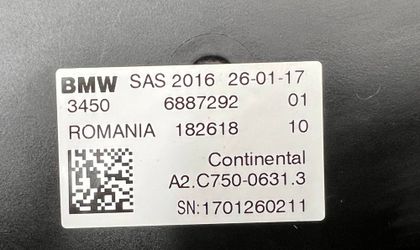 BMW SAS 2016 26-01-17
3450 6887292 01
ROMANIA 182618 10
Continental
A2.C750-0631.3
SN:1701260211